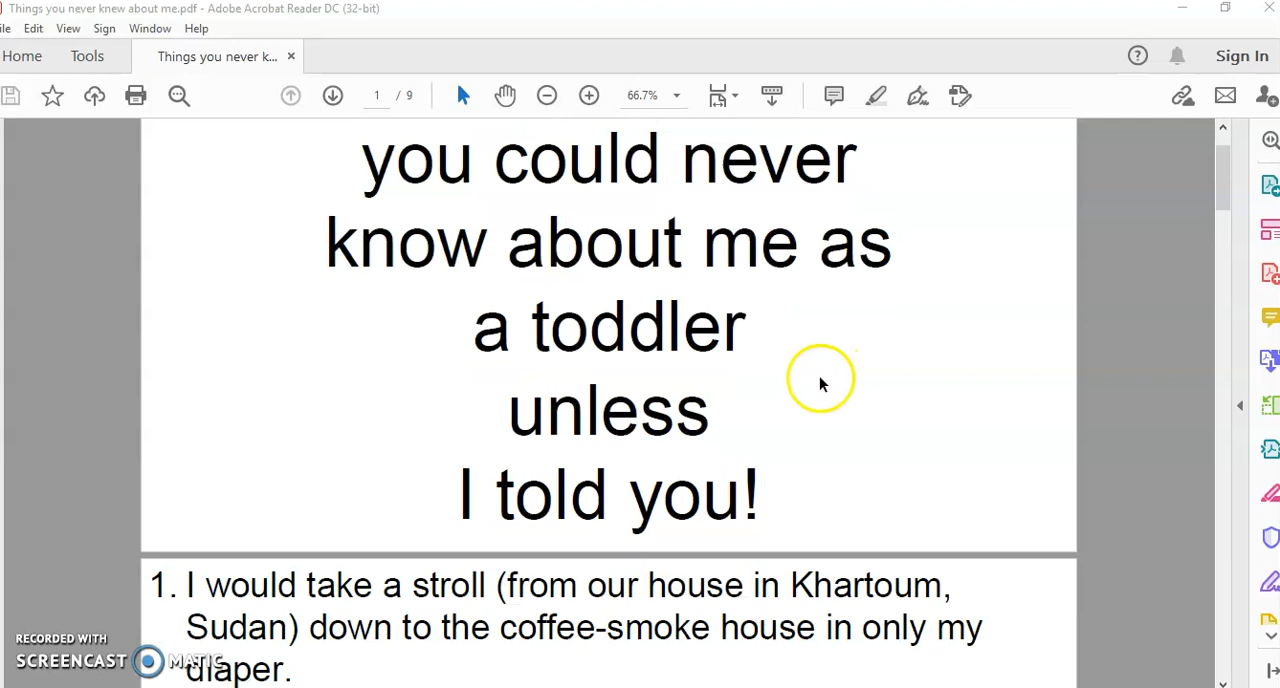 Things you never knew about me.pdf - Adobe Acrobat Reader DC (32-bit)
Edit View Sign Window Help
Home Tools Things you never k... × Sign In
1 / 9 66.7%
you could never
know about me as
a toddler
unless
I told you!
1. I would take a stroll (from our house in Khartoum,
Sudan) down to the coffee-smoke house in only my
diaper.
RECORDED WITH
SCREENCAST MATIC